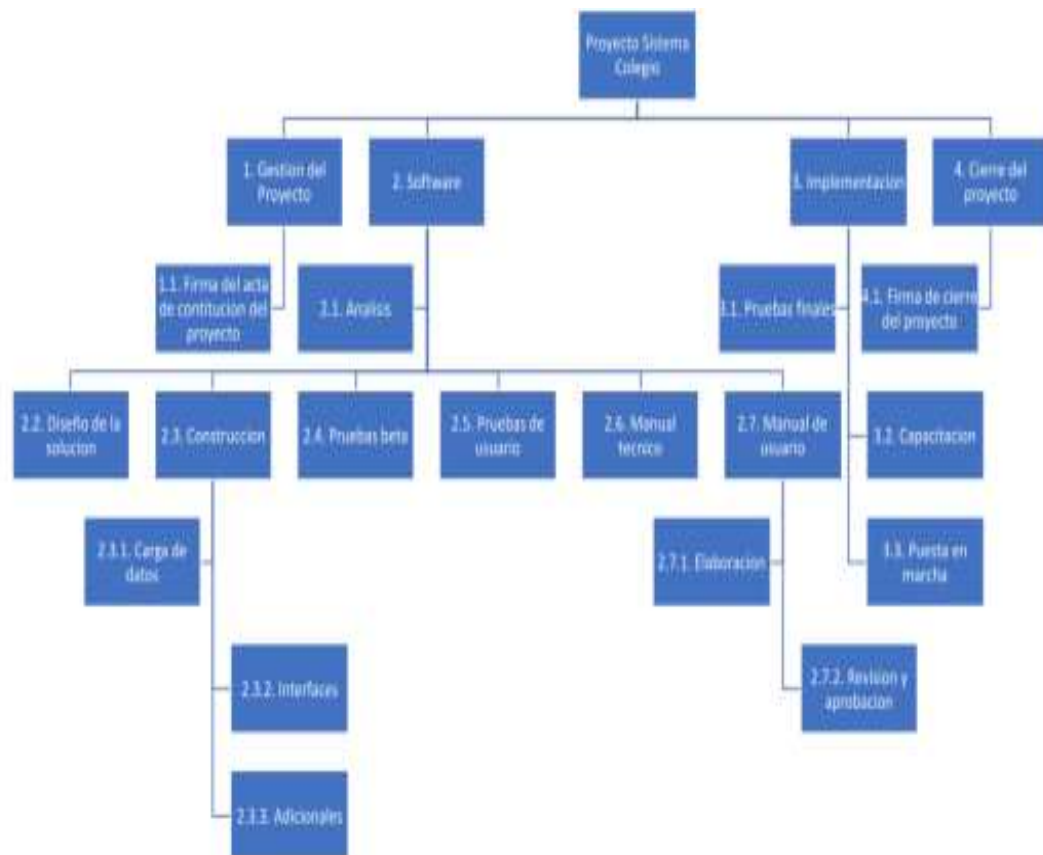 Proyecto Sistema
Colegio
1. Gestion del
Proyecto
2. Software
3. Implementacion
4. Cierre del
proyecto
1.1. Firma del acta
de contitucion del
proyecto
2.1. Analisis
3.1. Pruebas finales
4.1. Firma de cierre
del proyecto
2.2. Diseño de la
solucion
2.3. Construccion
2.4. Pruebas beta
2.5. Pruebas de
usuario
2.6. Manual
tecnico
2.7. Manual de
usuario
3.2. Capacitacion
2.3.1. Carga de
datos
2.7.1. Elaboracion
3.3. Puesta en
marcha
2.3.2. Interfaces
2.7.2. Revision y
aprobacion
2.3.3. Adicionales